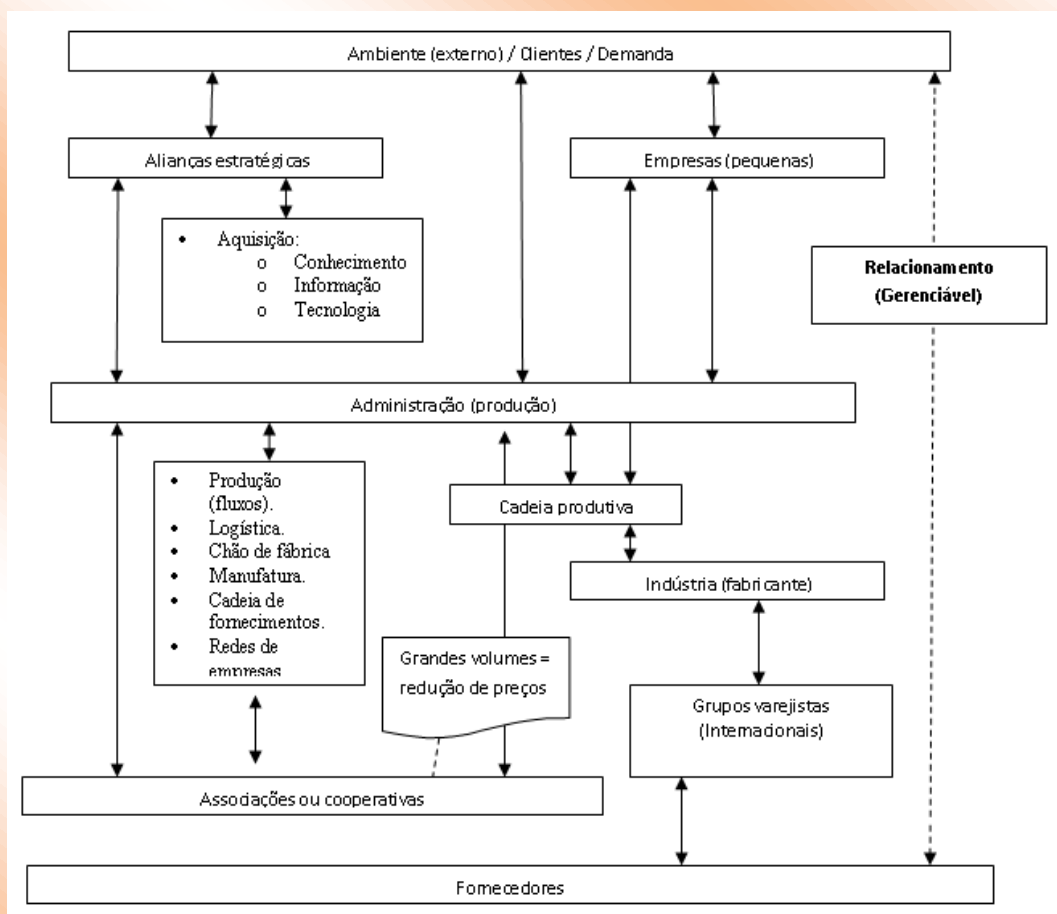 Ambiente (externo) / Clientes / Demanda
Alianças estratégicas
Empresas (pequenas)
• Aquisição:
o Conhecimento
o Informação
o Tecnologia
Relacionamento
(Gerenciável)
Administração (produção)
• Produção
(fluxos).
• Logística.
• Chão de fábrica
• Manufatura.
• Cadeia de
fornecimentos.
• Redes de
empresas
Cadeia produtiva
Indústria (fabricante)
Grandes volumes =
redução de preços
Grupos varejistas
(Internacionais)
Associações ou cooperativas
Fornecedores